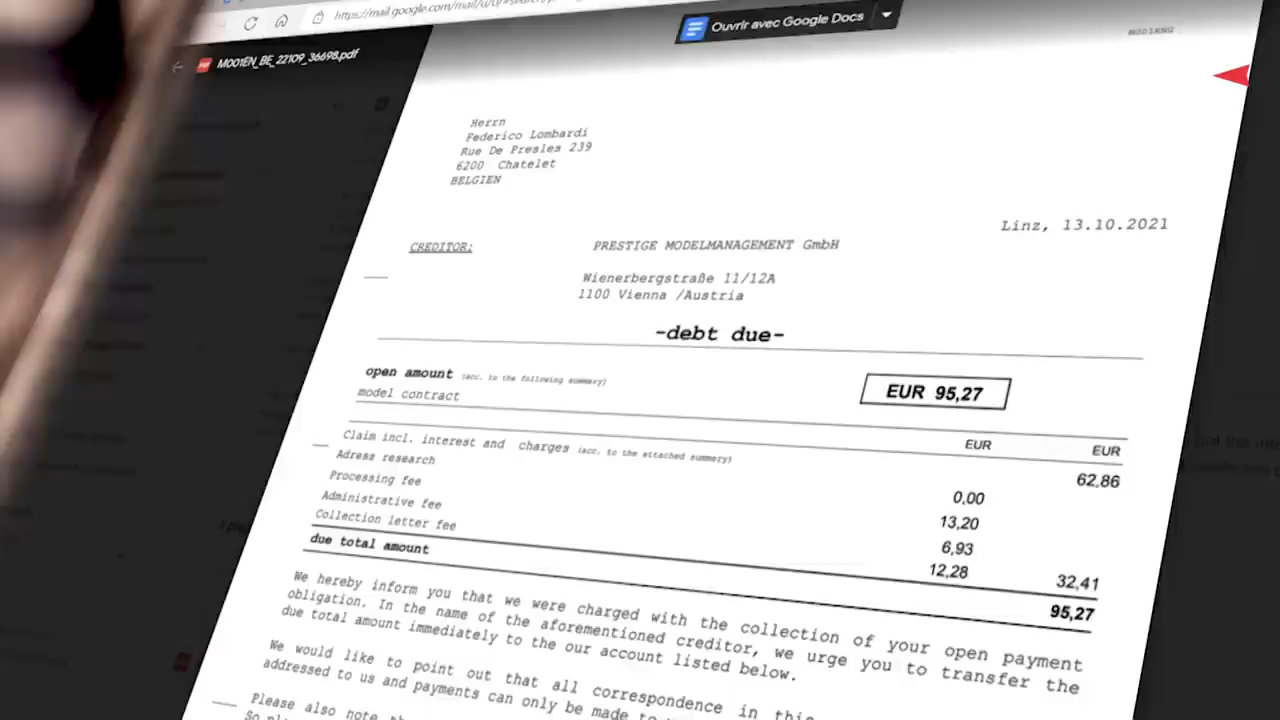 https://mail.google.com/mail/u/0/#search/p
Ouvrir avec Google Docs
M001EN_BE_22109_36698.pdf
Herrn
Federico Lombardi
Rue De Presles 239
6200 Chatelet
BELGIEN
Linz, 13.10.2021
CREDITOR:
PRESTIGE MODELMANAGEMENT GmbH
Wienerbergstraße 11/12A
1100 Vienna /Austria
-debt due-
open amount (acc. to the following summary)
EUR 95,27
model contract
EUR EUR
Claim incl. interest and charges (acc. to the attached summery) 62,86
Adress research 0,00
Processing fee 13,20
Administrative fee 6,93
Collection letter fee 12,28 32,41
due total amount 95,27
We hereby inform you that we were charged with the collection of your open payment
obligation. In the name of the aforementioned creditor, we urge you to transfer the
due total amount immediately to the our account listed below.
We would like to point out that all correspondence in this
addressed to us and payments can only be made to
Please also note